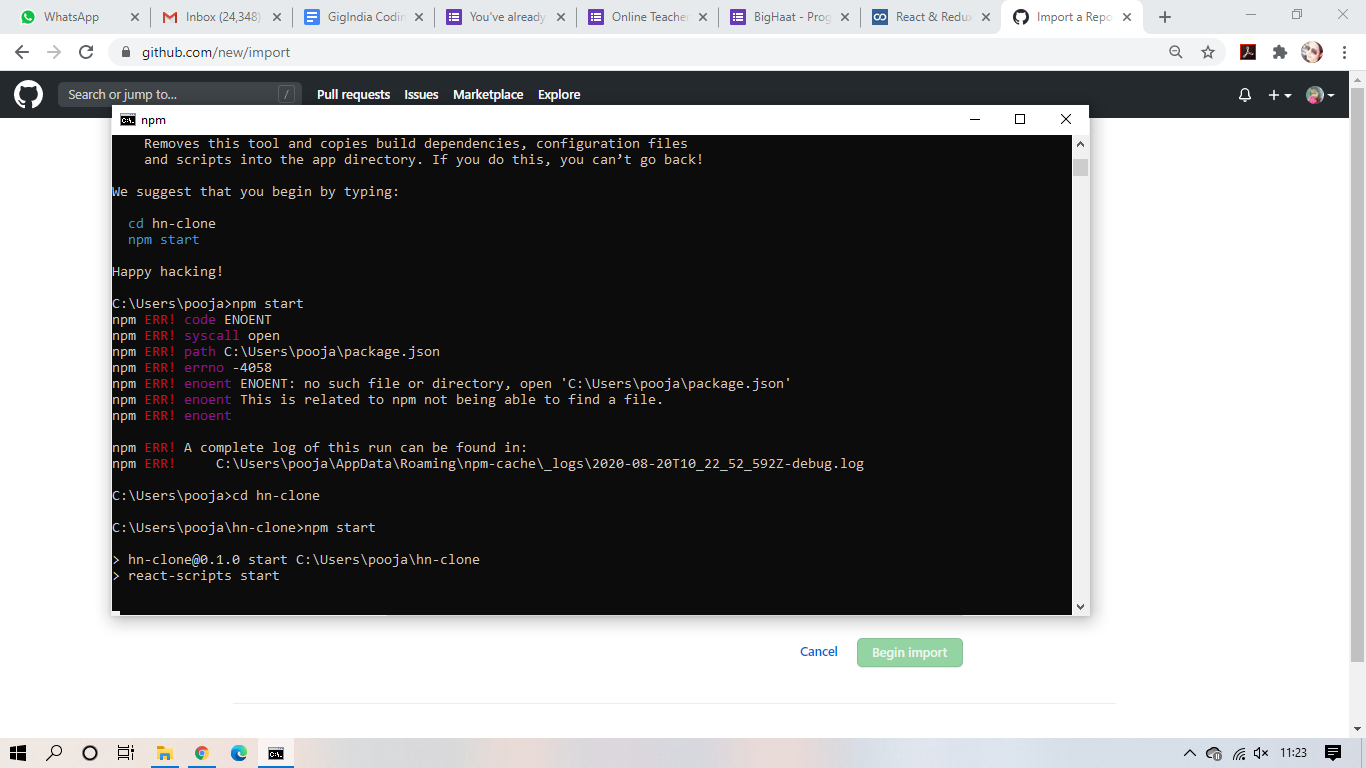 WhatsApp
Inbox (24,348)
GigIndia Codin
You've already
Online Teacher
BigHaat - Prog
React & Redux
Import a Repo
github.com/new/import
Search or jump to...
/
Pull requests Issues Marketplace Explore
npm
Removes this tool and copies build dependencies, configuration files
and scripts into the app directory. If you do this, you can’t go back!
We suggest that you begin by typing:
cd hn-clone
npm start
Happy hacking!
C:\Users\pooja>npm start
npm ERR! code ENOENT
npm ERR! syscall open
npm ERR! path C:\Users\pooja\package.json
npm ERR! errno -4058
npm ERR! enoent ENOENT: no such file or directory, open 'C:\Users\pooja\package.json'
npm ERR! enoent This is related to npm not being able to find a file.
npm ERR! enoent
npm ERR! A complete log of this run can be found in:
npm ERR!     C:\Users\pooja\AppData\Roaming\npm-cache\_logs\2020-08-20T10_22_52_592Z-debug.log
C:\Users\pooja>cd hn-clone
C:\Users\pooja\hn-clone>npm start
> hn-clone@0.1.0 start C:\Users\pooja\hn-clone
> react-scripts start
Cancel
Begin import
11:23